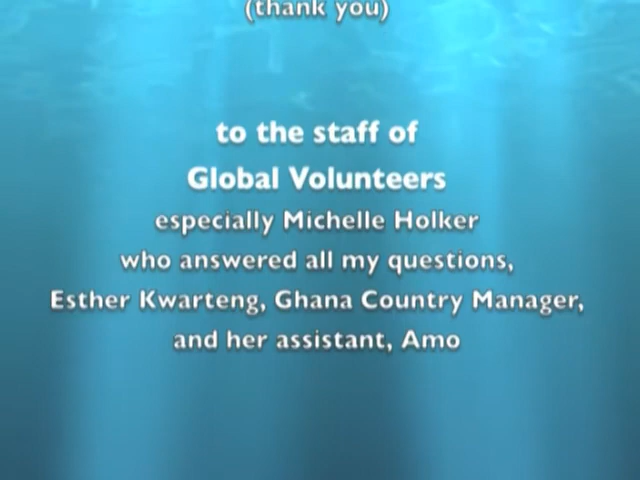 (thank you)
to the staff of
Global Volunteers
especially Michelle Holker
who answered all my questions,
Esther Kwarteng, Ghana Country Manager,
and her assistant, Amo